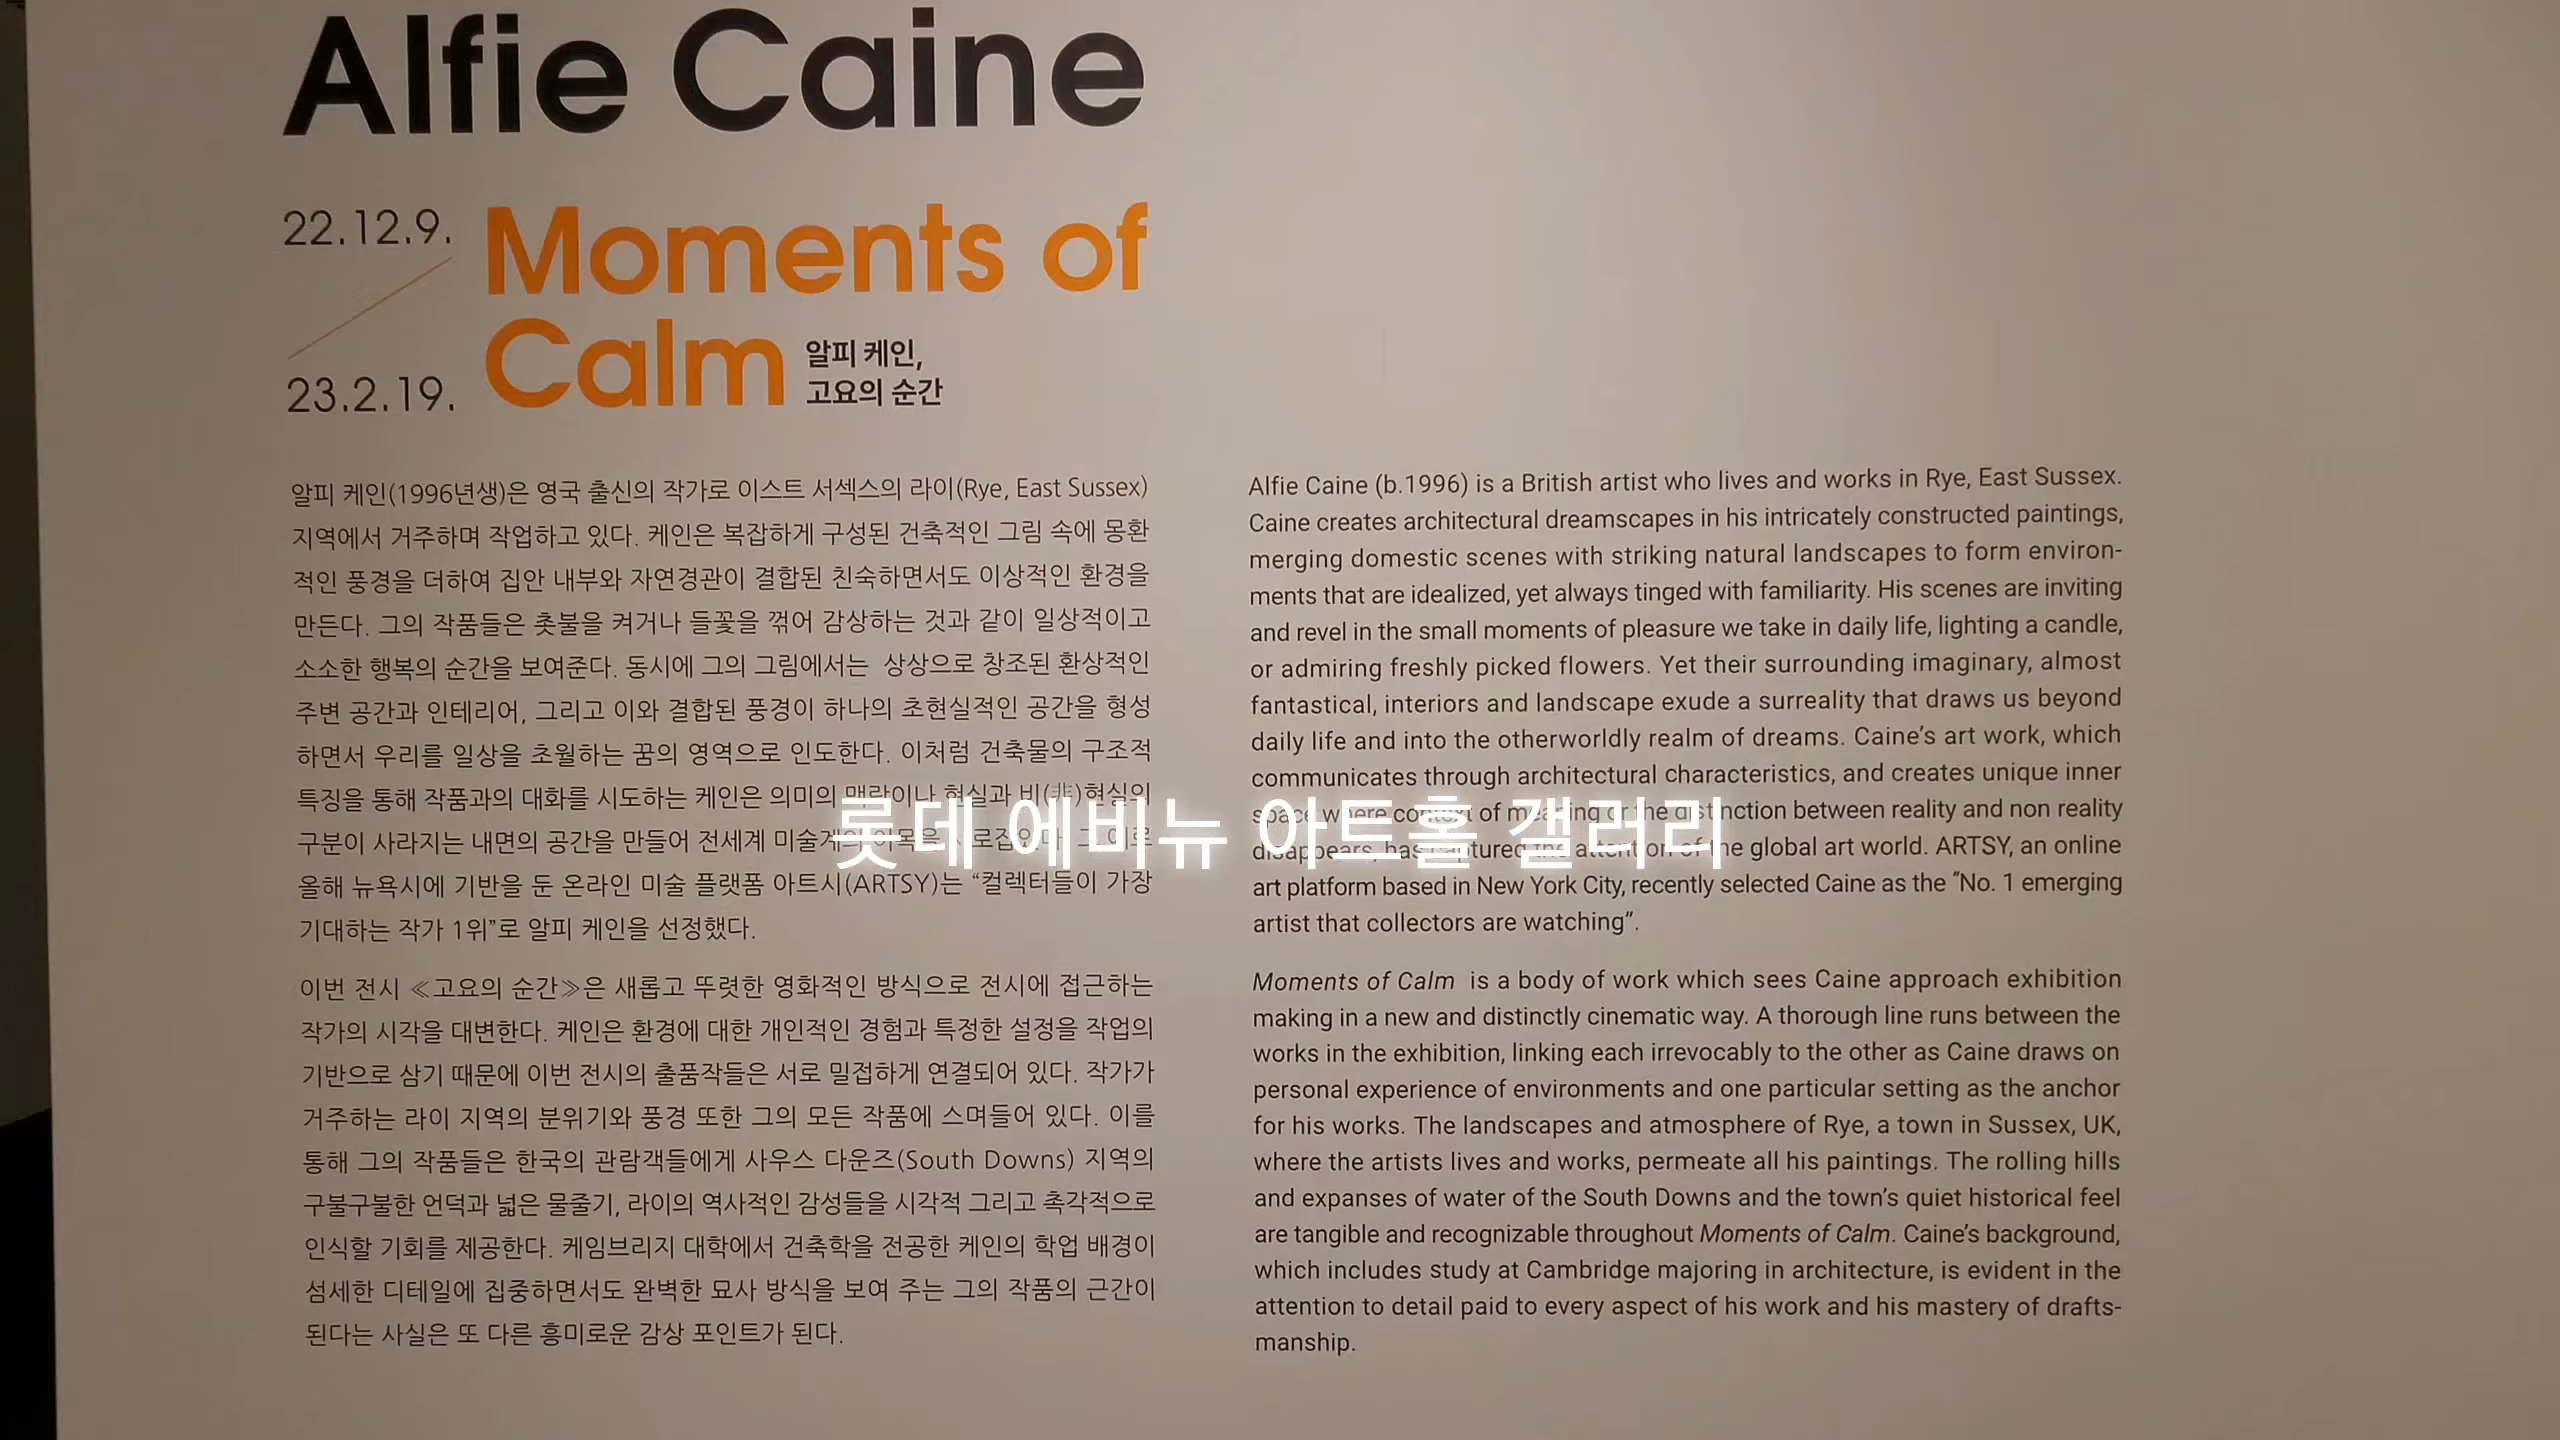 Alfie Caine
22.12.9.
23.2.19.
Moments of
Calm
알피 케인,
고요의 순간
알피 케인(1996년생)은 영국 출신의 작가로 이스트 서섹스의 라이(Rye, East Sussex)
지역에서 거주하며 작업하고 있다. 케인은 복잡하게 구성된 건축적인 그림 속에 몽환
적인 풍경을 더하여 집안 내부와 자연경관이 결합된 친숙하면서도 이상적인 환경을
만든다. 그의 작품들은 촛불을 켜거나 들꽃을 꺾어 감상하는 것과 같이 일상적이고
소소한 행복의 순간을 보여준다. 동시에 그의 그림에서는 상상으로 창조된 환상적인
주변 공간과 인테리어, 그리고 이와 결합된 풍경이 하나의 초현실적인 공간을 형성
하면서 우리를 일상을 초월하는 꿈의 영역으로 인도한다. 이처럼 건축물의 구조적
특징을 통해 작품과의 대화를 시도하는 케인은 의미의 맥락이나 현실과 비(非)현실의
구분이 사라지는 내면의 공간을 만들어 전세계 미술계의 이목을
올해 뉴욕시에 기반을 둔 온라인 미술 플랫폼 아트시(ARTSY)는 “컬렉터들이 가장
기대하는 작가 1위”로 알피 케인을 선정했다.
이번 전시 ≪고요의 순간≫은 새롭고 뚜렷한 영화적인 방식으로 전시에 접근하는
작가의 시각을 대변한다. 케인은 환경에 대한 개인적인 경험과 특정한 설정을 작업의
기반으로 삼기 때문에 이번 전시의 출품작들은 서로 밀접하게 연결되어 있다. 작가가
거주하는 라이 지역의 분위기와 풍경 또한 그의 모든 작품에 스며들어 있다. 이를
통해 그의 작품들은 한국의 관람객들에게 사우스 다운즈(South Downs) 지역의
구불구불한 언덕과 넓은 물줄기, 라이의 역사적인 감성들을 시각적 그리고 촉각적으로
인식할 기회를 제공한다. 케임브리지 대학에서 건축학을 전공한 케인의 학업 배경이
섬세한 디테일에 집중하면서도 완벽한 묘사 방식을 보여 주는 그의 작품의 근간이
된다는 사실은 또 다른 흥미로운 감상 포인트가 된다.
Alfie Caine (b.1996) is a British artist who lives and works in Rye, East Sussex.
Caine creates architectural dreamscapes in his intricately constructed paintings,
merging domestic scenes with striking natural landscapes to form environ-
ments that are idealized, yet always tinged with familiarity. His scenes are inviting
and revel in the small moments of pleasure we take in daily life, lighting a candle,
or admiring freshly picked flowers. Yet their surrounding imaginary, almost
fantastical, interiors and landscape exude a surreality that draws us beyond
daily life and into the otherworldly realm of dreams. Caine’s art work, which
communicates through architectural characteristics, and creates unique inner
space where context of meaning or the distinction between reality and non reality
disappears, has captured the attention of the global art world. ARTSY, an online
art platform based in New York City, recently selected Caine as the ”No. 1 emerging
artist that collectors are watching”.
Moments of Calm is a body of work which sees Caine approach exhibition
making in a new and distinctly cinematic way. A thorough line runs between the
works in the exhibition, linking each irrevocably to the other as Caine draws on
personal experience of environments and one particular setting as the anchor
for his works. The landscapes and atmosphere of Rye, a town in Sussex, UK,
where the artists lives and works, permeate all his paintings. The rolling hills
and expanses of water of the South Downs and the town’s quiet historical feel
are tangible and recognizable throughout Moments of Calm. Caine’s background,
which includes study at Cambridge majoring in architecture, is evident in the
attention to detail paid to every aspect of his work and his mastery of drafts-
manship.
롯데 에비뉴 아트홀 갤러리